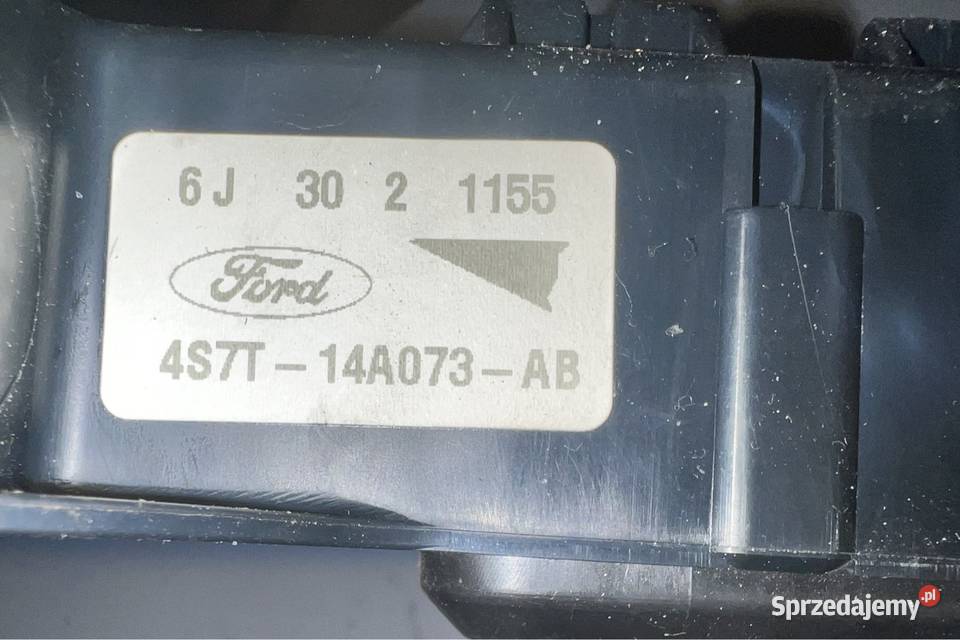 6J 30 2 1155
Ford
4S7T-14A073-AB
Sprzedajemy.pl